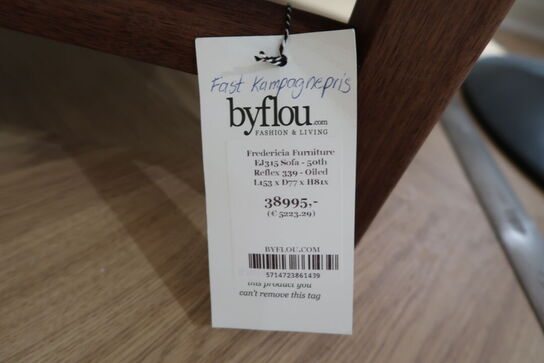 Fast Kampagnepris
byflou.com
FASHION & LIVING
Fredericia Furniture
EJ315 Sofa - 50th
Reflex 339 - Oiled
L153 x D77 x H81x
38995,-
(€ 5223.29)
BYFLOU.COM
5714723861439
this product you
can't remove this tag